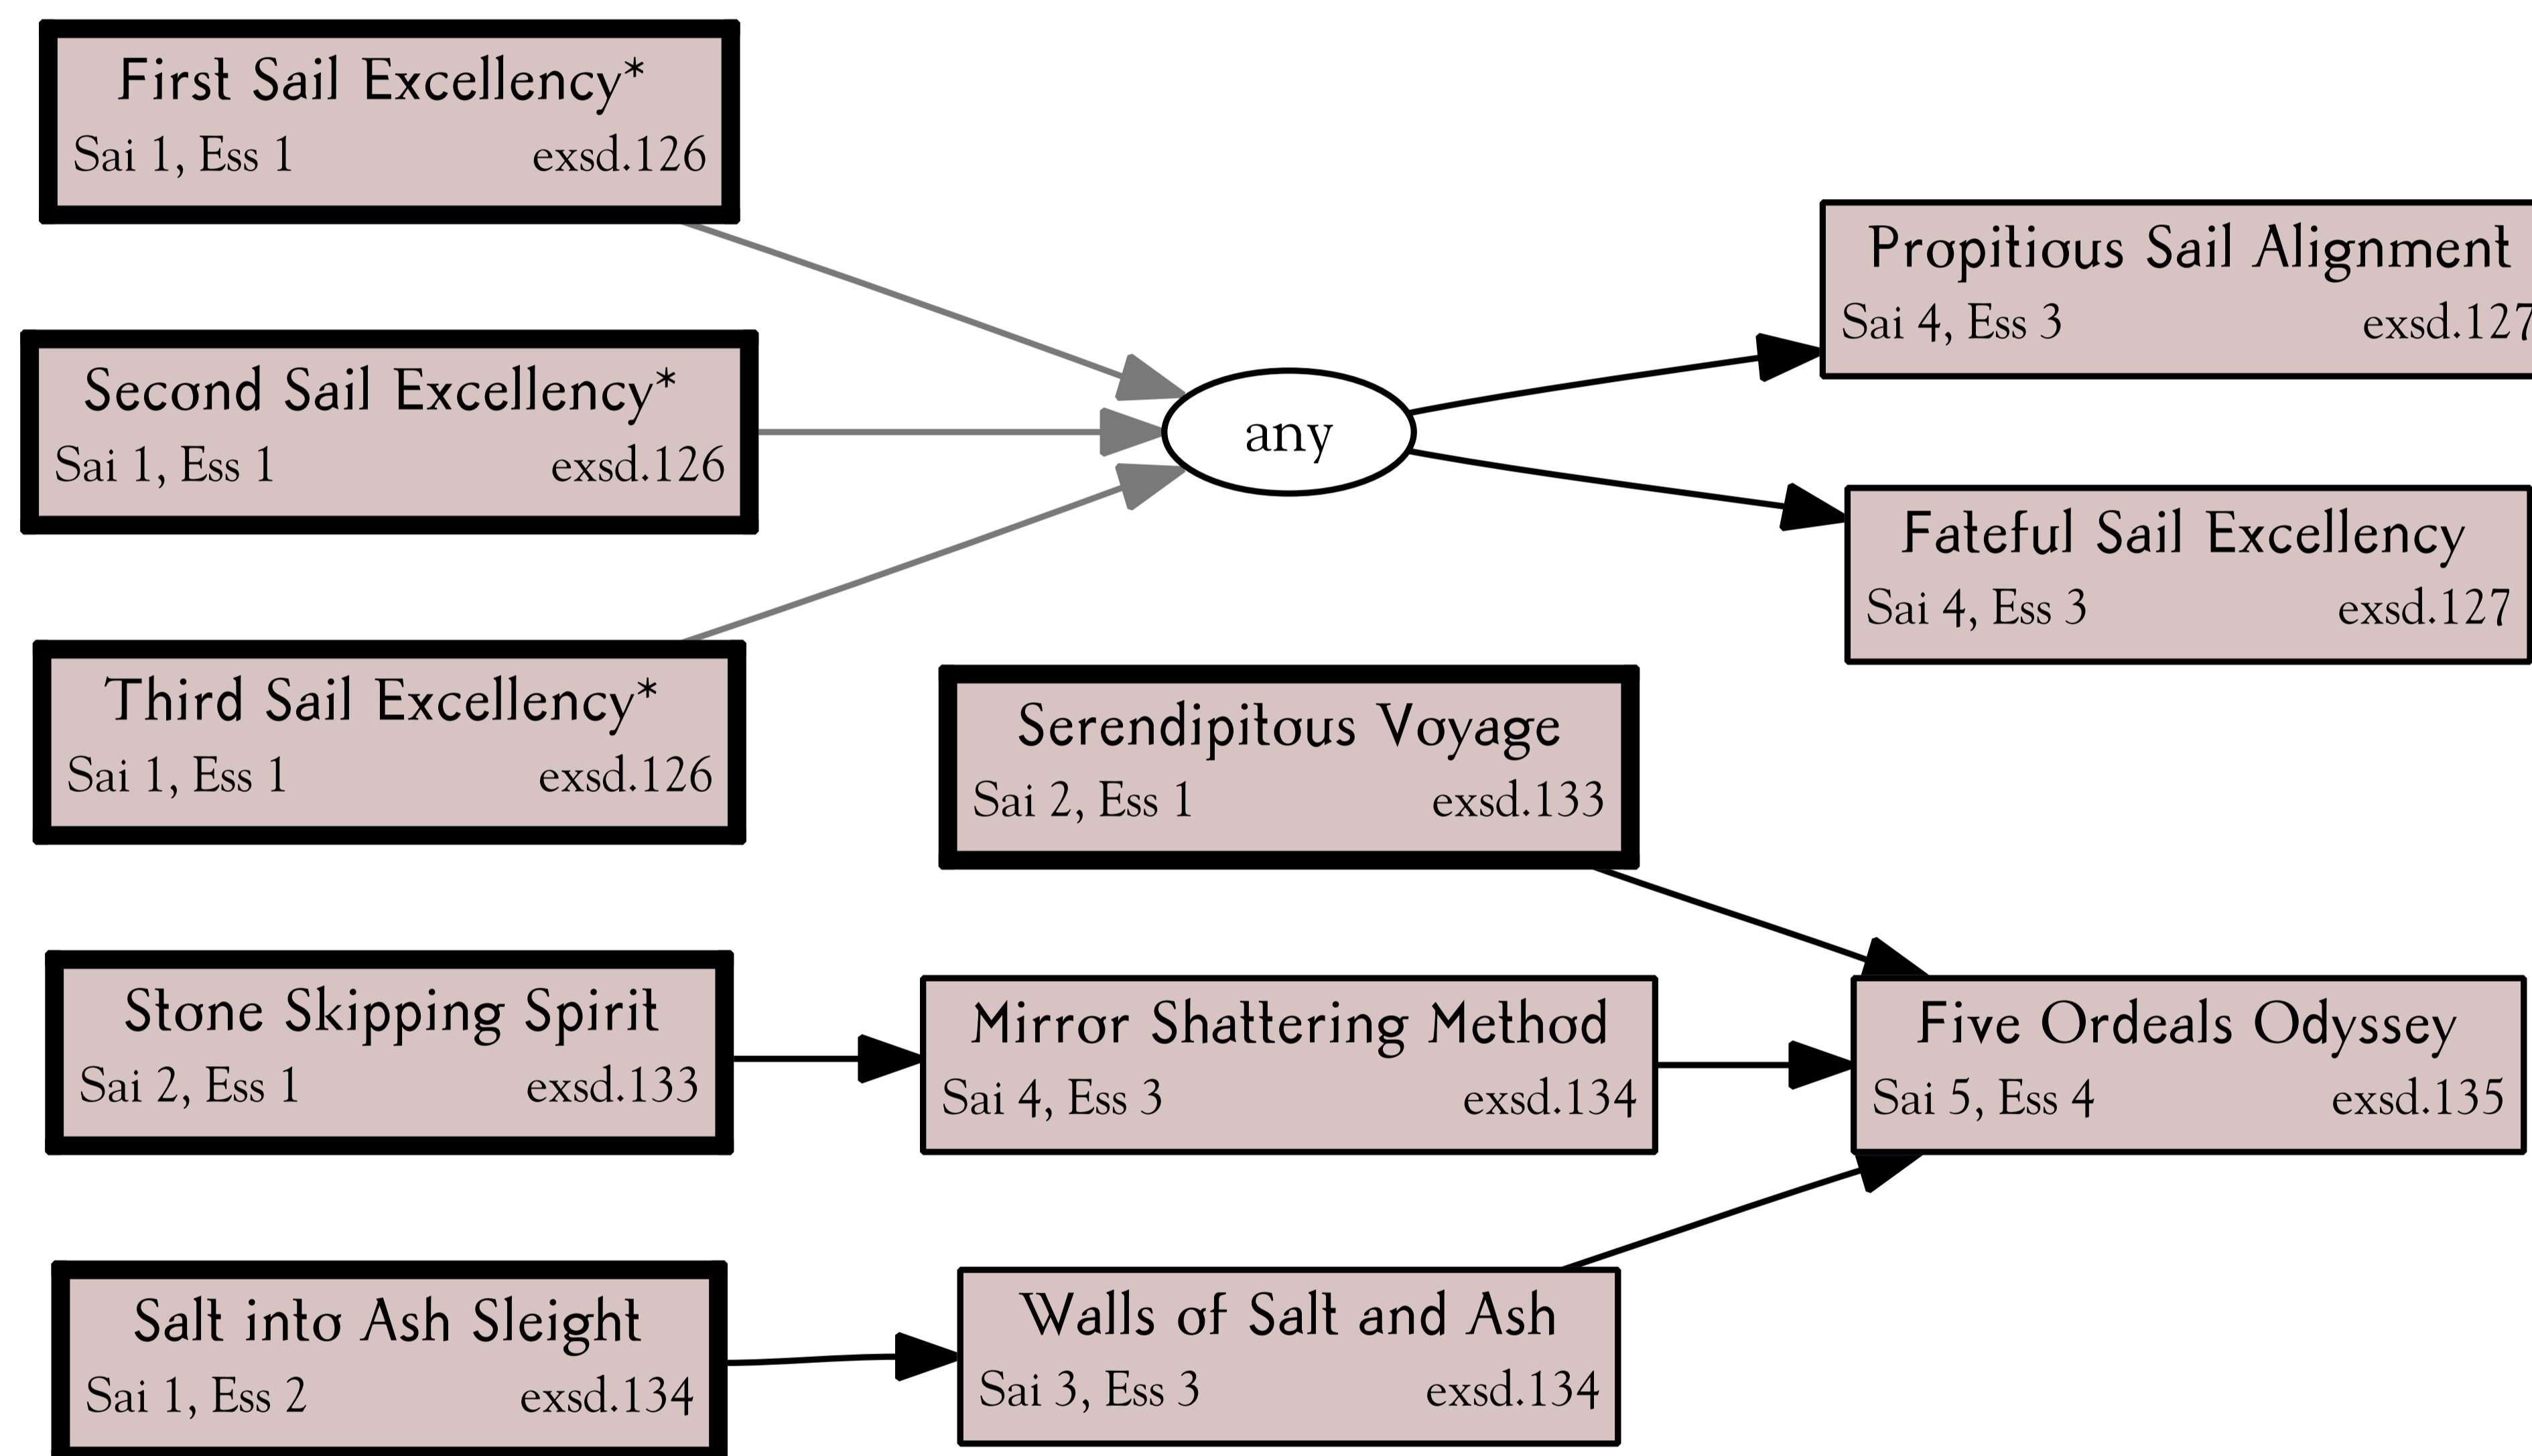 First Sail Excellency*
Sai 1, Ess 1 exsd.126
Second Sail Excellency*
Sai 1, Ess 1 exsd.126
Third Sail Excellency*
Sai 1, Ess 1 exsd.126
any
Propitious Sail Alignment
Sai 4, Ess 3 exsd.127
Fateful Sail Excellency
Sai 4, Ess 3 exsd.127
Serendipitous Voyage
Sai 2, Ess 1 exsd.133
Stone Skipping Spirit
Sai 2, Ess 1 exsd.133
Mirror Shattering Method
Sai 4, Ess 3 exsd.134
Five Ordeals Odyssey
Sai 5, Ess 4 exsd.135
Salt into Ash Sleight
Sai 1, Ess 2 exsd.134
Walls of Salt and Ash
Sai 3, Ess 3 exsd.134